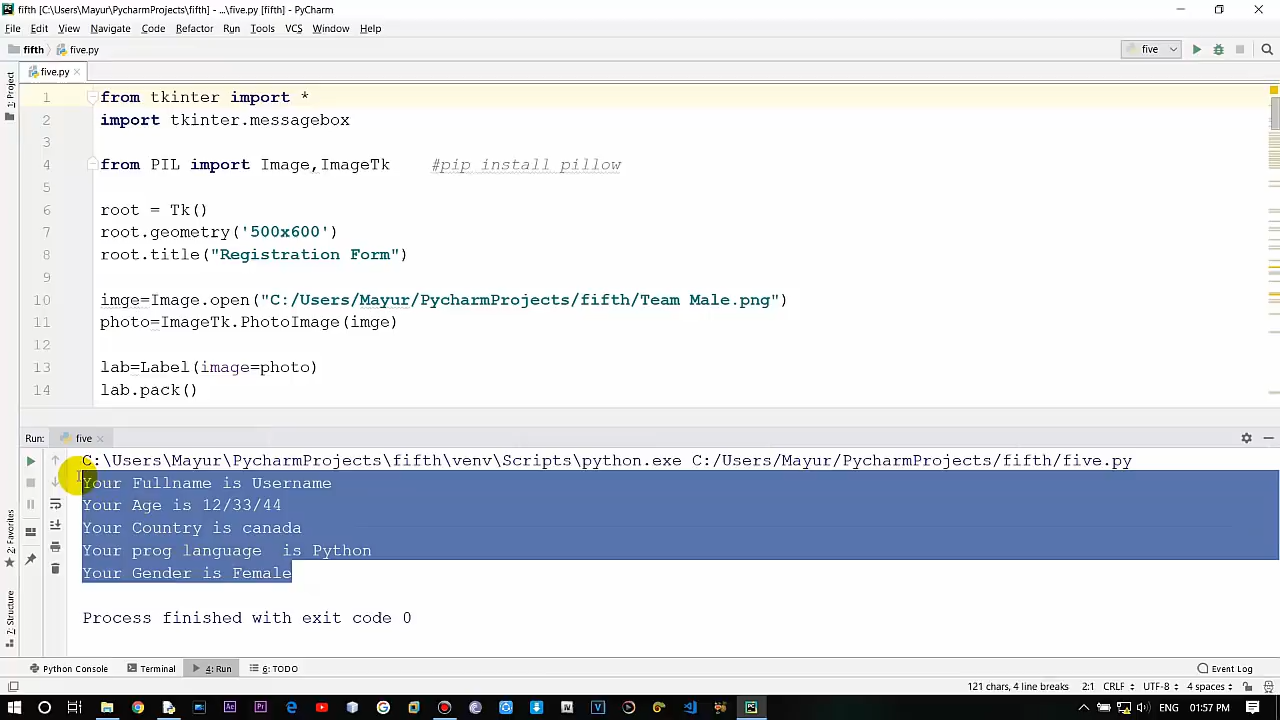 fifth [C:\Users\Mayur\PycharmProjects\fifth] - ...\five.py [fifth] - PyCharm
File Edit View Navigate Code Refactor Run Tools VCS Window Help
fifth five.py five
1: Project
five.py
1 from tkinter import *
2 import tkinter.messagebox
3
4 from PIL import Image,ImageTk #pip install pillow
5
6 root = Tk()
7 root.geometry('500x600')
8 root.title("Registration Form")
9
10 imge=Image.open("C:/Users/Mayur/PycharmProjects/fifth/Team Male.png")
11 photo=ImageTk.PhotoImage(imge)
12
13 lab=Label(image=photo)
14 lab.pack()
Run: five
C:\Users\Mayur\PycharmProjects\fifth\venv\Scripts\python.exe C:/Users/Mayur/PycharmProjects/fifth/five.py
Your Fullname is Username
Your Age is 12/33/44
Your Country is canada
Your prog language  is Python
Your Gender is Female
Process finished with exit code 0
2: Favorites
7: Structure
Python Console Terminal 4: Run 6: TODO Event Log
121 chars, 4 line breaks 2:1 CRLF UTF-8 4 spaces
Ae Pr V ENG 01:57 PM